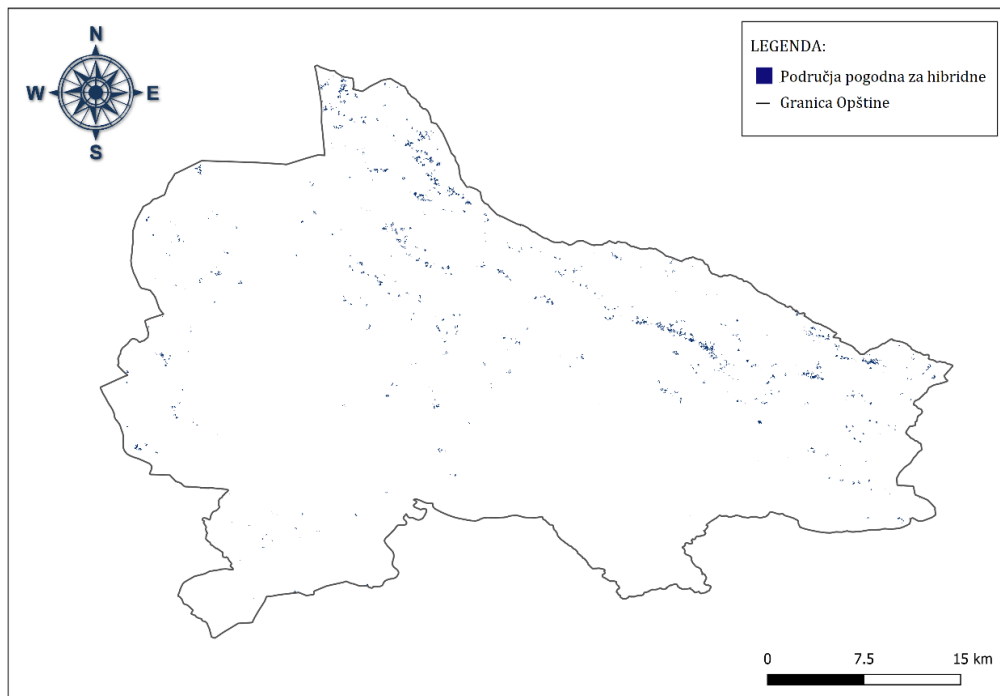 N
W E
S
LEGENDA:
Područja pogodna za hibridne
Granica Opštine
0 7.5 15 km